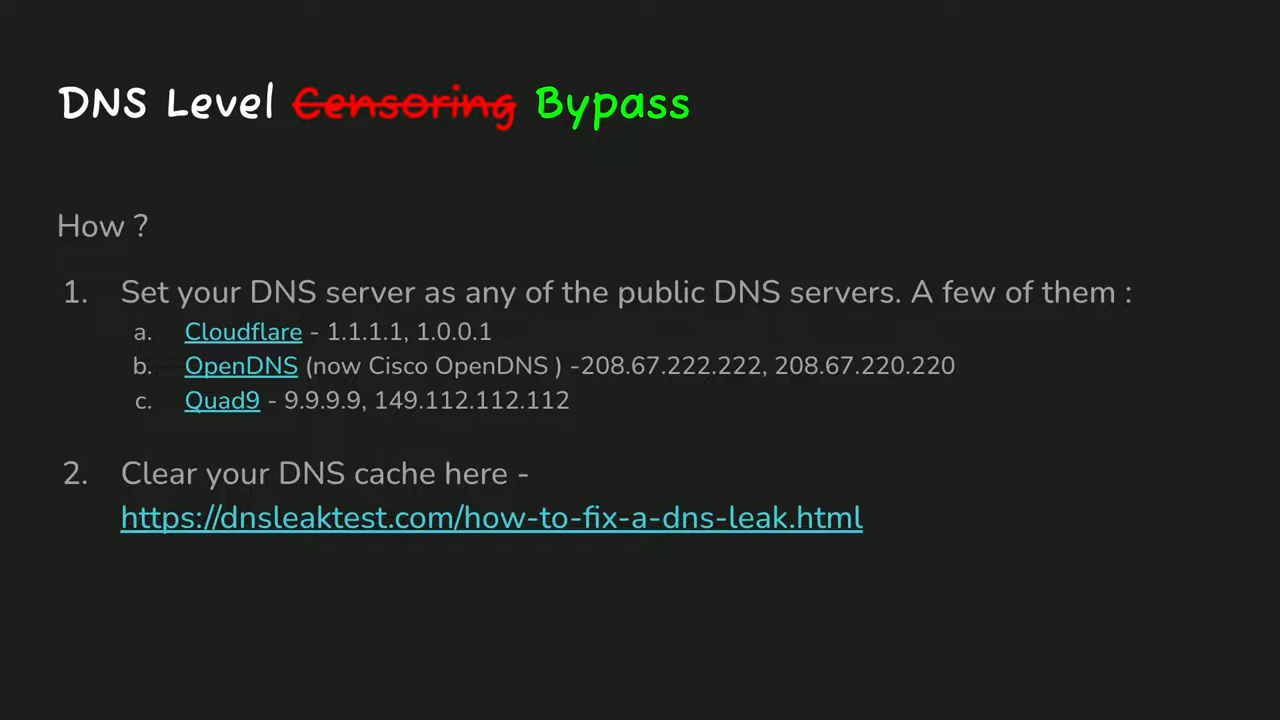 DNS Level Censoring Bypass
How ?
1. Set your DNS server as any of the public DNS servers. A few of them :
a. Cloudflare - 1.1.1.1, 1.0.0.1
b. OpenDNS (now Cisco OpenDNS ) -208.67.222.222, 208.67.220.220
c. Quad9 - 9.9.9.9, 149.112.112.112
2. Clear your DNS cache here -
https://dnsleaktest.com/how-to-fix-a-dns-leak.html